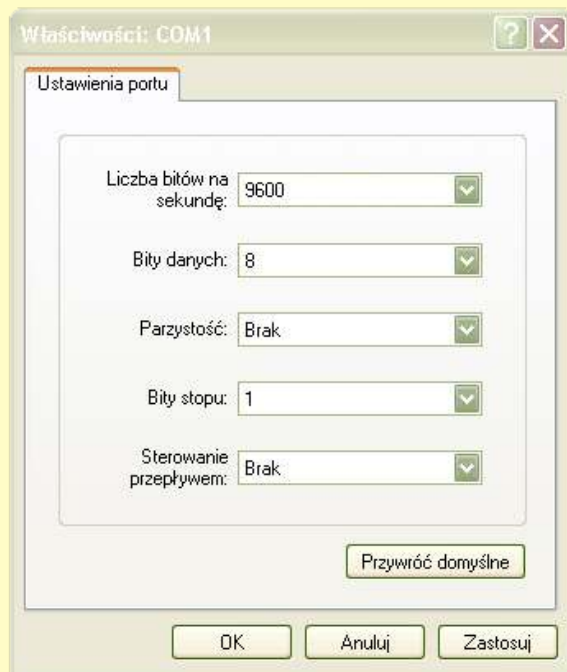 Właściwości: COM1
Ustawienia portu
Liczba bitów na
sekundę:
9600
Bity danych:
8
Parzystość:
Brak
Bity stopu:
1
Sterowanie
przepływem:
Brak
Przywróć domyślne
OK
Anuluj
Zastosuj